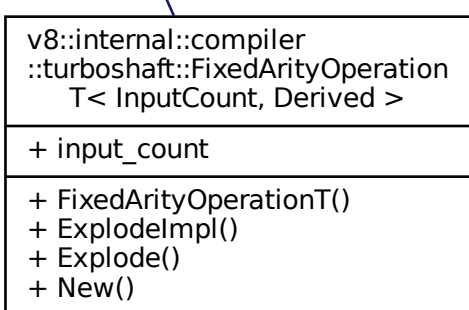 v8::internal::compiler
::turboshaft::FixedArityOperation
T< InputCount, Derived >
+ input_count
+ FixedArityOperationT()
+ ExplodeImpl()
+ Explode()
+ New()